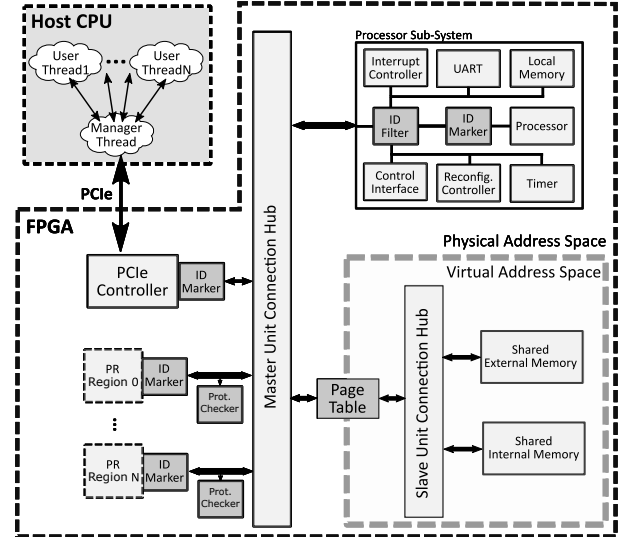 Host CPU
User
Thread1
User
ThreadN
Manager
Thread
PCIe
FPGA
PCIe
Controller
ID
Marker
PR
Region 0
ID
Marker
Prot.
Checker
PR
Region N
ID
Marker
Prot.
Checker
Master Unit Connection Hub
Processor Sub-System
Interrupt
Controller
UART
Local
Memory
ID
Filter
ID
Marker
Processor
Control
Interface
Reconfig.
Controller
Timer
Physical Address Space
Virtual Address Space
Page
Table
Slave Unit Connection Hub
Shared
External Memory
Shared
Internal Memory